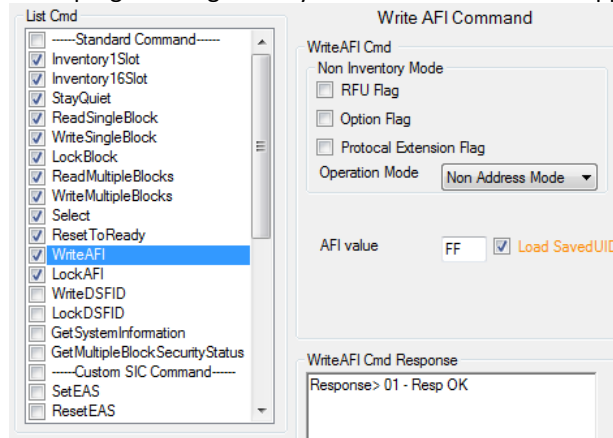 List Cmd
------Standard Command------
Inventory1Slot
Inventory16Slot
StayQuiet
ReadSingleBlock
WriteSingleBlock
LockBlock
ReadMultipleBlocks
WriteMultipleBlocks
Select
ResetToReady
WriteAFI
LockAFI
WriteDSFID
LockDSFID
GetSystemInformation
GetMultipleBlockSecurityStatus
------Custom SIC Command------
SetEAS
ResetEAS
Write AFI Command
WriteAFI Cmd
Non Inventory Mode
RFU Flag
Option Flag
Protocal Extension Flag
Operation Mode Non Address Mode
AFI value FF Load SavedUID
WriteAFI Cmd Response
Response> 01 - Resp OK